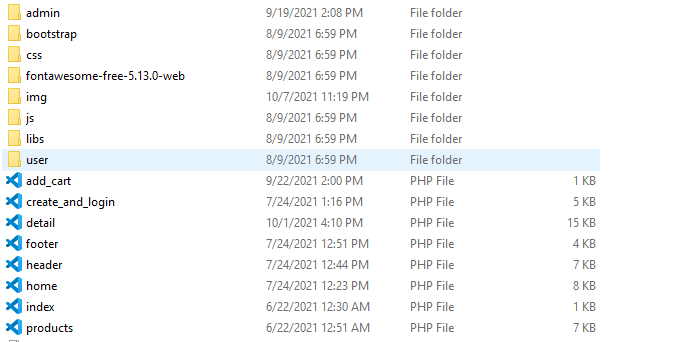 admin 9/19/2021 2:08 PM File folder
bootstrap 8/9/2021 6:59 PM File folder
css 8/9/2021 6:59 PM File folder
fontawesome-free-5.13.0-web 8/9/2021 6:59 PM File folder
img 10/7/2021 11:19 PM File folder
js 8/9/2021 6:59 PM File folder
libs 8/9/2021 6:59 PM File folder
user 8/9/2021 6:59 PM File folder
add_cart 9/22/2021 2:00 PM PHP File 1 KB
create_and_login 7/24/2021 1:16 PM PHP File 5 KB
detail 10/1/2021 4:10 PM PHP File 15 KB
footer 7/24/2021 12:51 PM PHP File 4 KB
header 7/24/2021 12:44 PM PHP File 7 KB
home 7/24/2021 12:23 PM PHP File 8 KB
index 6/22/2021 12:30 AM PHP File 1 KB
products 6/22/2021 12:51 AM PHP File 7 KB